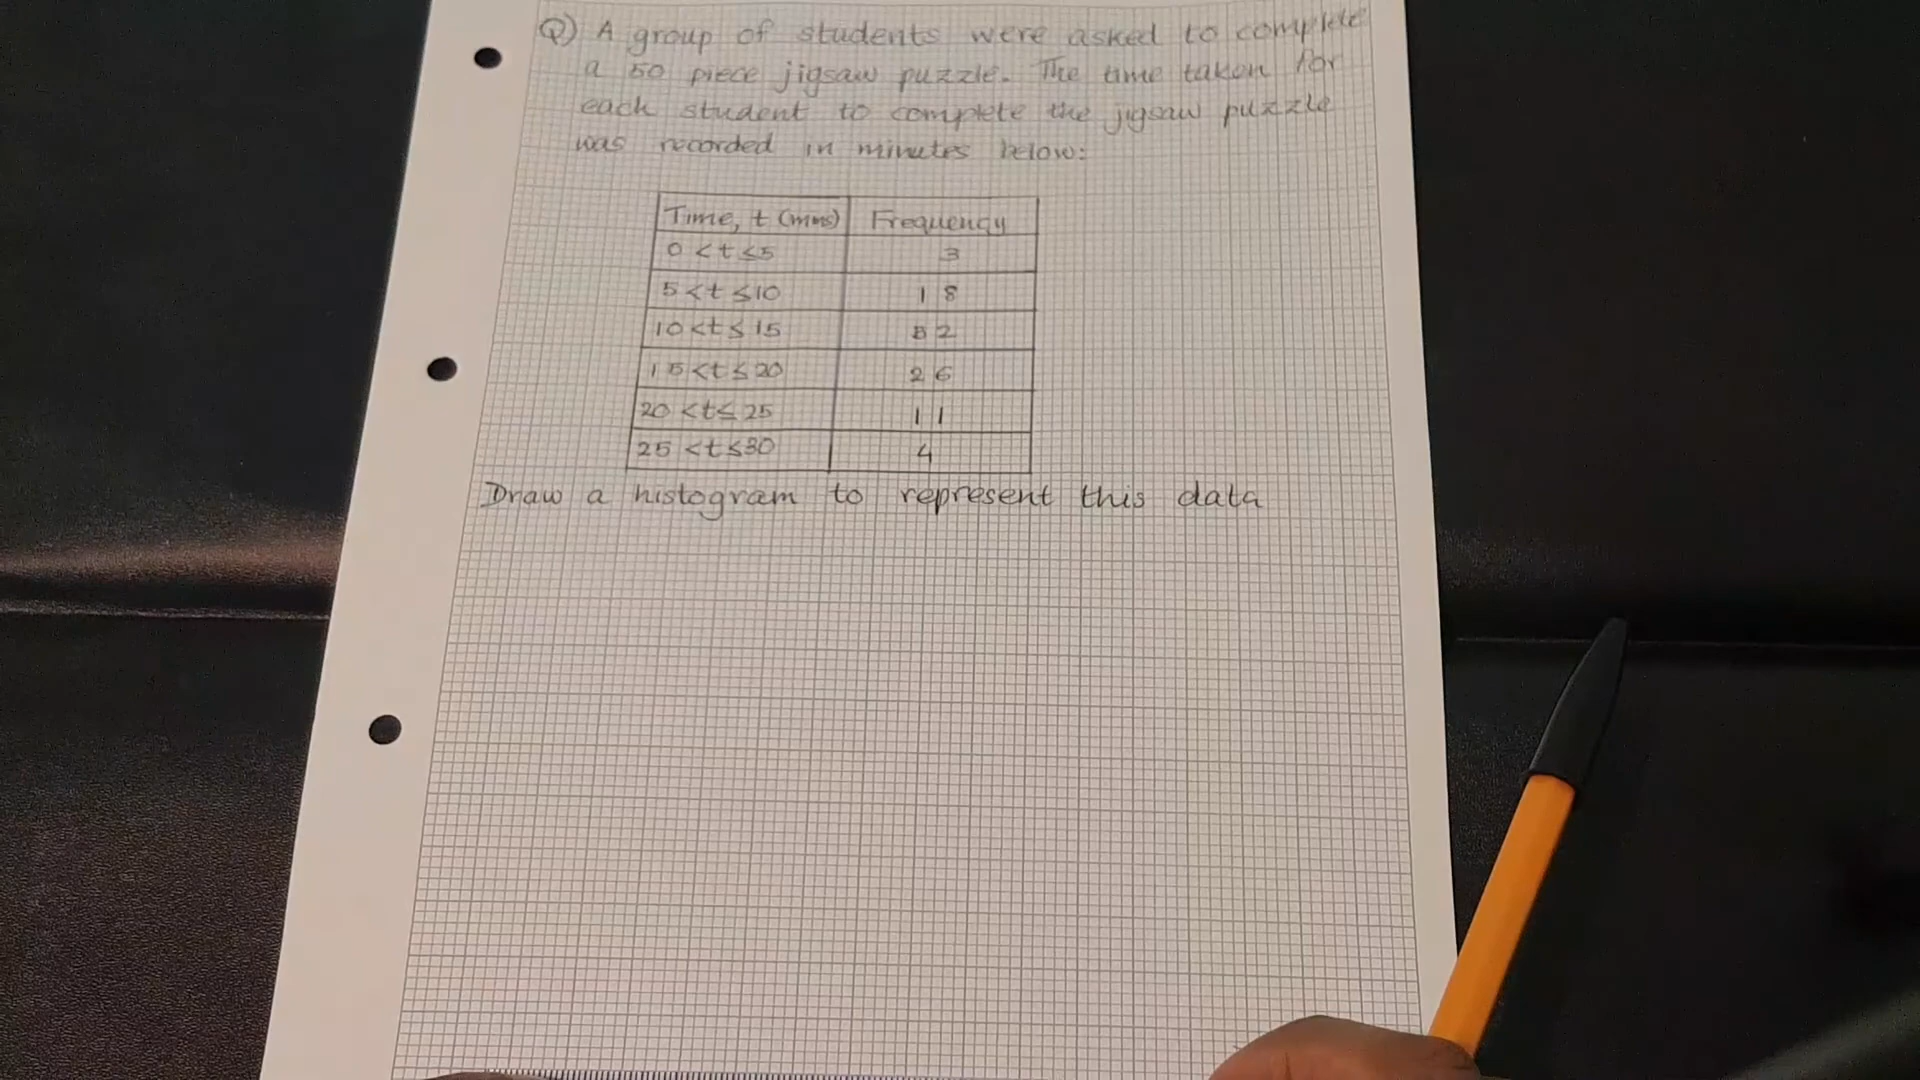 Q) A group of students were asked to complete
a 50 piece jigsaw puzzle. The time taken for
each student to complete the jigsaw puzzle
was recorded in minutes below:
Time, t (mns) Frequency
0 < t ≤ 5 3
5 < t ≤ 10 18
10 < t ≤ 15 32
15 < t ≤ 20 26
20 < t ≤ 25 11
25 < t ≤ 30 4
Draw a histogram to represent this data